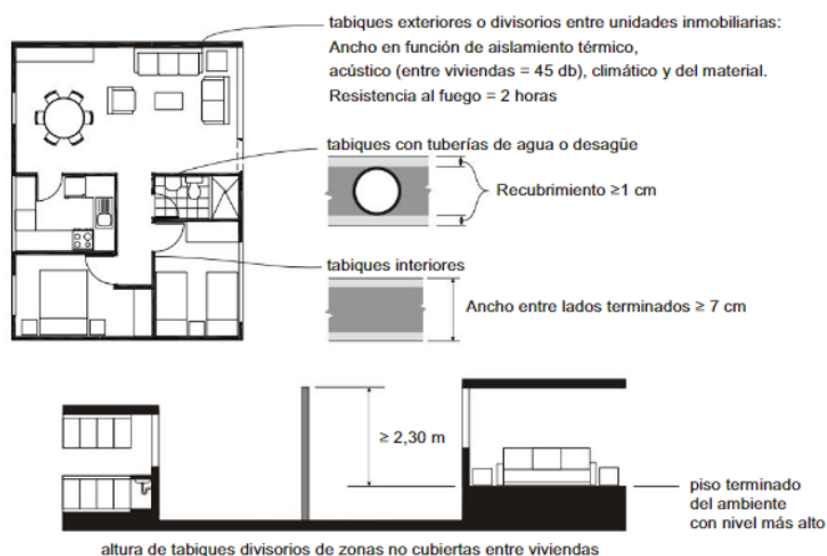 tabiques exteriores o divisorios entre unidades inmobiliarias:
Ancho en función de aislamiento térmico,
acústico (entre viviendas = 45 db), climático y del material.
Resistencia al fuego = 2 horas
tabiques con tuberías de agua o desagüe
Recubrimiento ≥1 cm
tabiques interiores
Ancho entre lados terminados ≥ 7 cm
≥ 2,30 m
piso terminado
del ambiente
con nivel más alto
altura de tabiques divisorios de zonas no cubiertas entre viviendas